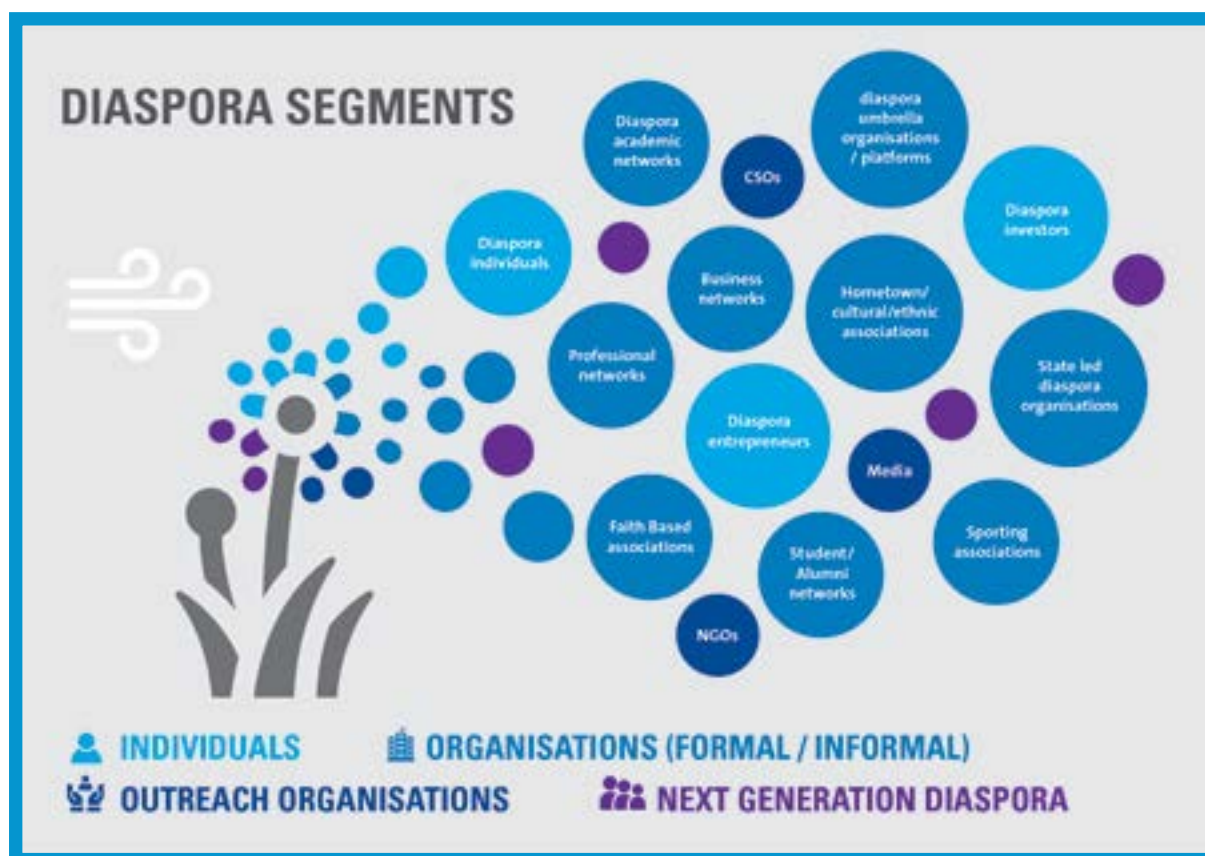 DIASPORA SEGMENTS
Diaspora
academic
networks
CSOs
diaspora
umbrella
organisations
/ platforms
Diaspora
investors
Diaspora
individuals
Business
networks
Hometown/
cultural/ethnic
associations
Professional
networks
State led
diaspora
organisations
Diaspora
entrepreneurs
Media
Faith Based
associations
Student/
Alumni
networks
Sporting
associations
NGOs
INDIVIDUALS
ORGANISATIONS (FORMAL / INFORMAL)
OUTREACH ORGANISATIONS
NEXT GENERATION DIASPORA